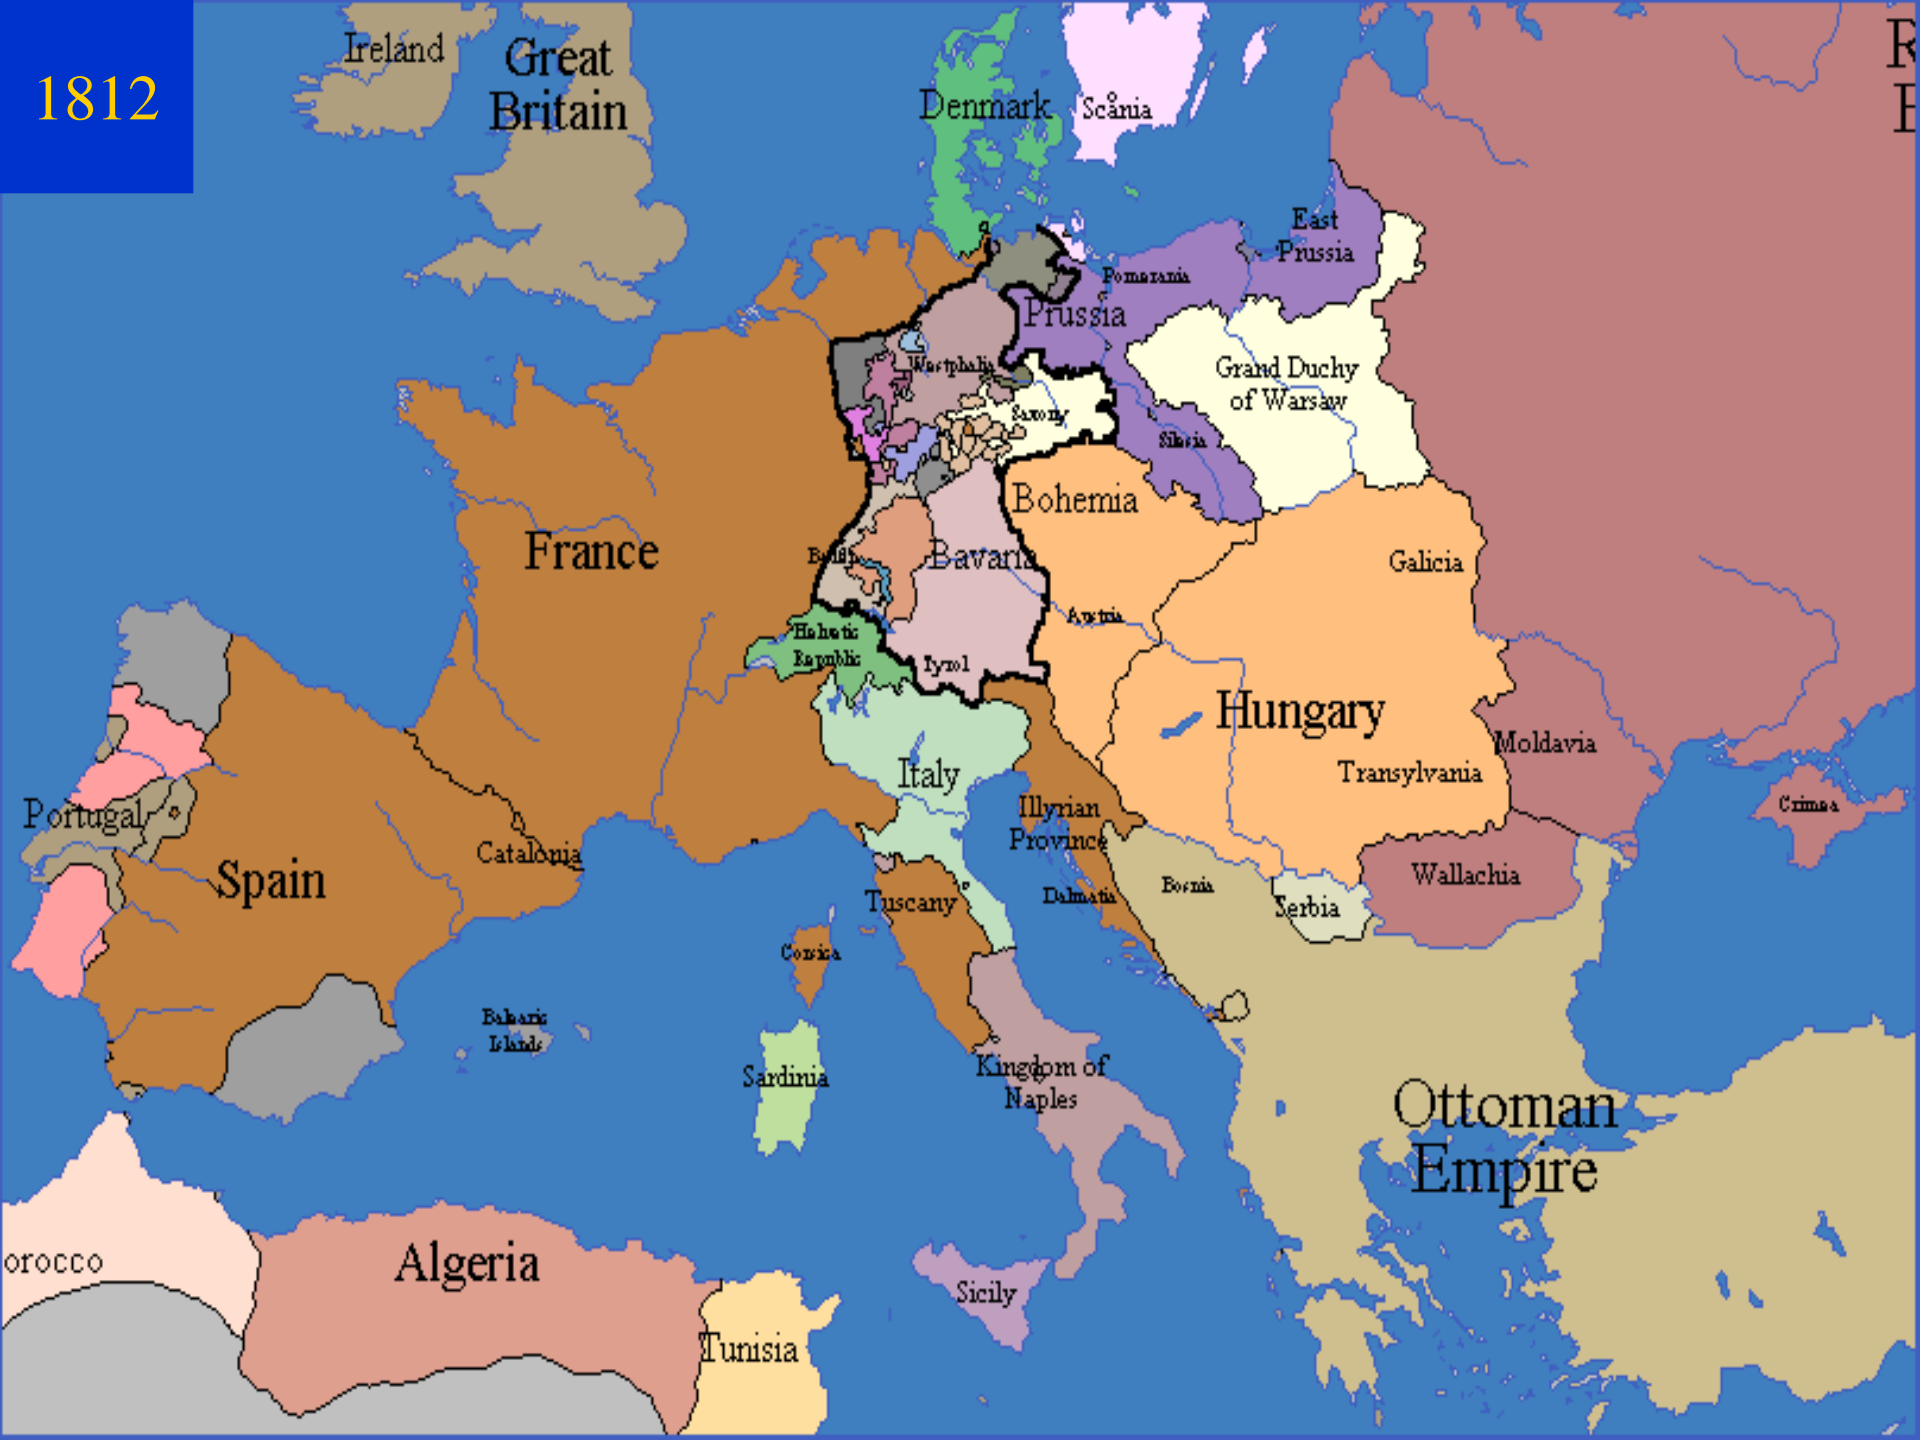 1812
Ireland
Great
Britain
Denmark
Scånia
R
E
East
Prussia
Pomerania
Prussia
Westphalia
Grand Duchy
of Warsaw
Saxony
Silesia
Bohemia
France
Bavaria
Galicia
Austria
Helvetic
Republic
Tyrol
Hungary
Moldavia
Italy
Transylvania
Crimea
Illyrian
Province
Portugal
Catalonia
Spain
Wallachia
Bosnia
Tuscany
Dalmatia
Serbia
Corsica
Balearic
Islands
Sardinia
Kingdom of
Naples
Ottoman
Empire
orocco
Algeria
Sicily
Tunisia